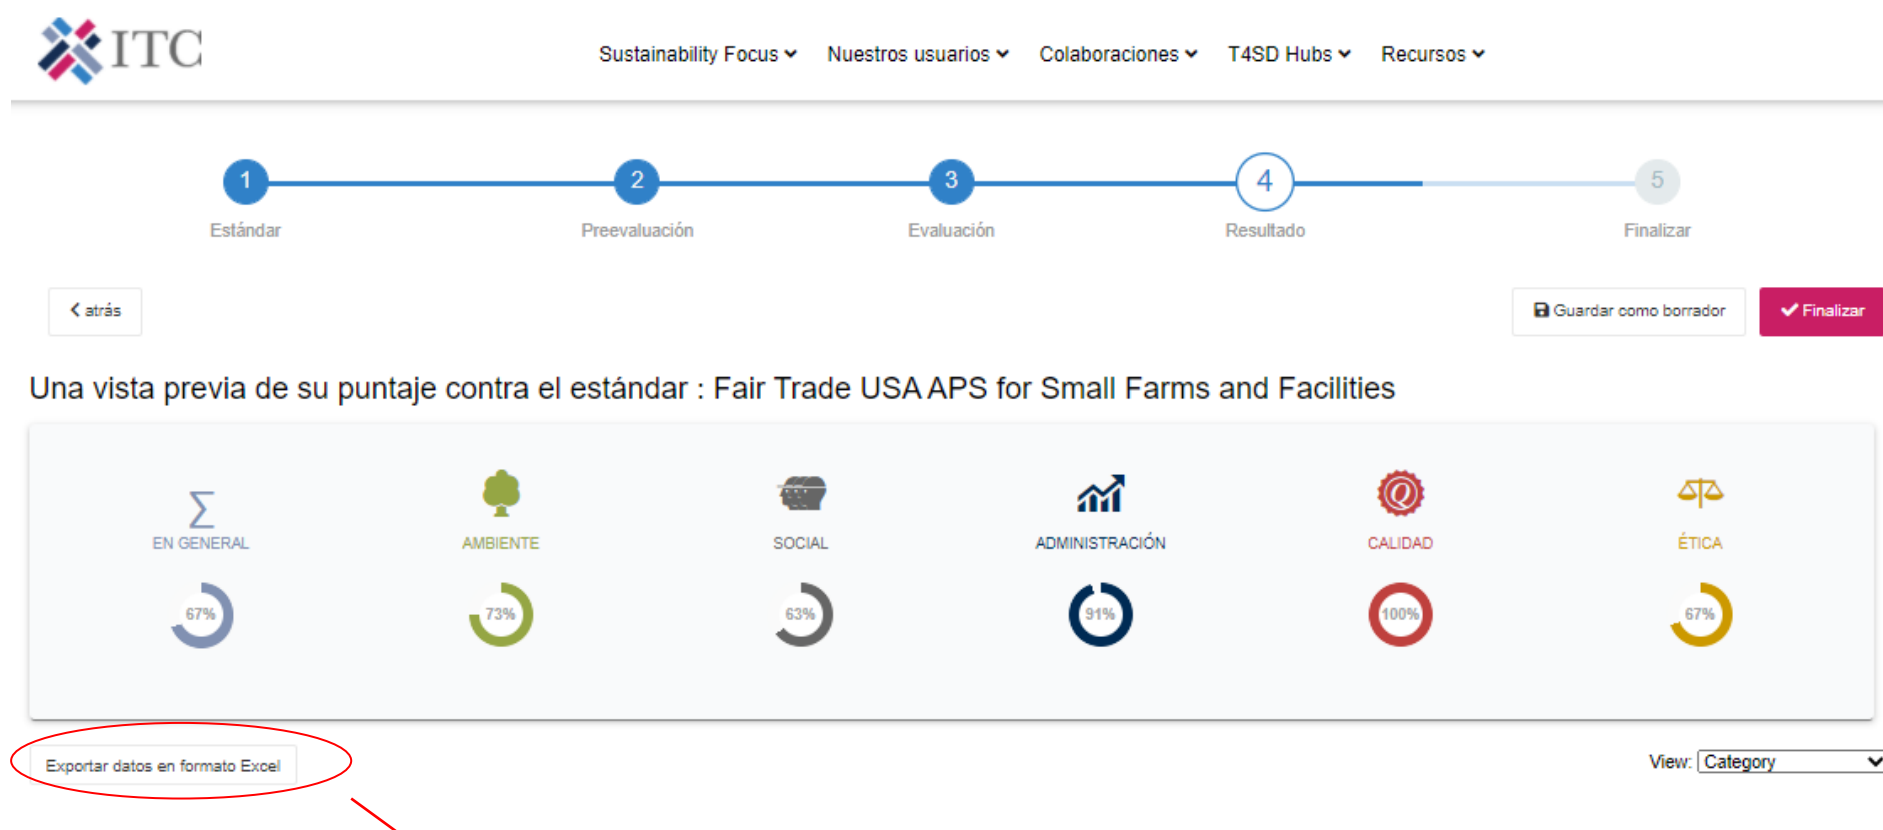 ITC
Sustainability Focus Nuestros usuarios Colaboraciones T4SD Hubs Recursos
1 2 3 4 5
Estándar Preevaluación Evaluación Resultado Finalizar
atrás Guardar como borrador Finalizar
Una vista previa de su puntaje contra el estándar : Fair Trade USA APS for Small Farms and Facilities
Σ Q
EN GENERAL AMBIENTE SOCIAL ADMINISTRACIÓN CALIDAD ÉTICA
67% 73% 63% 91% 100% 67%
Exportar datos en formato Excel View: Category